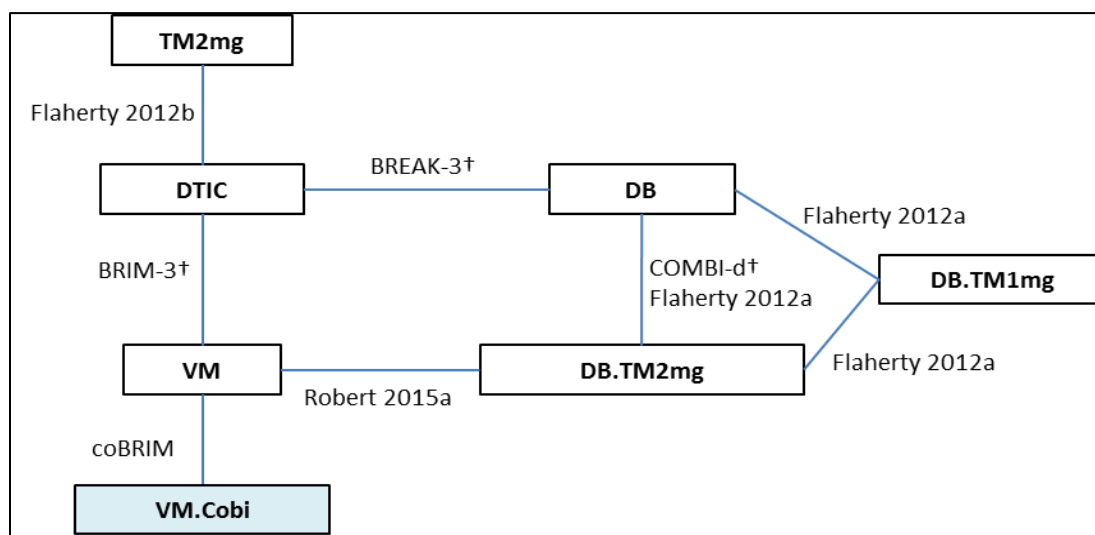 TM2mg
Flaherty 2012b
BREAK-3†
DTIC
DB
Flaherty 2012a
BRIM-3†
COMBI-d†
Flaherty 2012a
DB.TM1mg
VM
DB.TM2mg
Flaherty 2012a
Robert 2015a
coBRIM
VM.Cobi